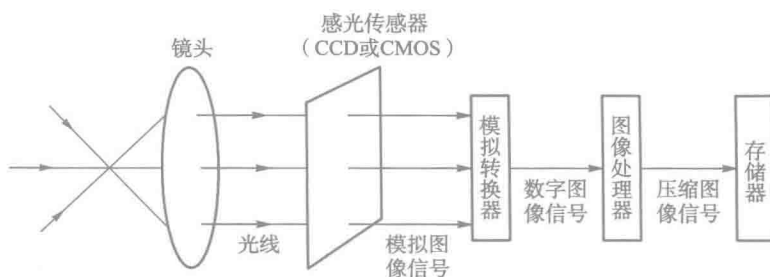 镜头
感光传感器
（CCD或CMOS）
光线
模拟图
像信号
模拟转换器
数字图
像信号
图像处理器
压缩图
像信号
存储器